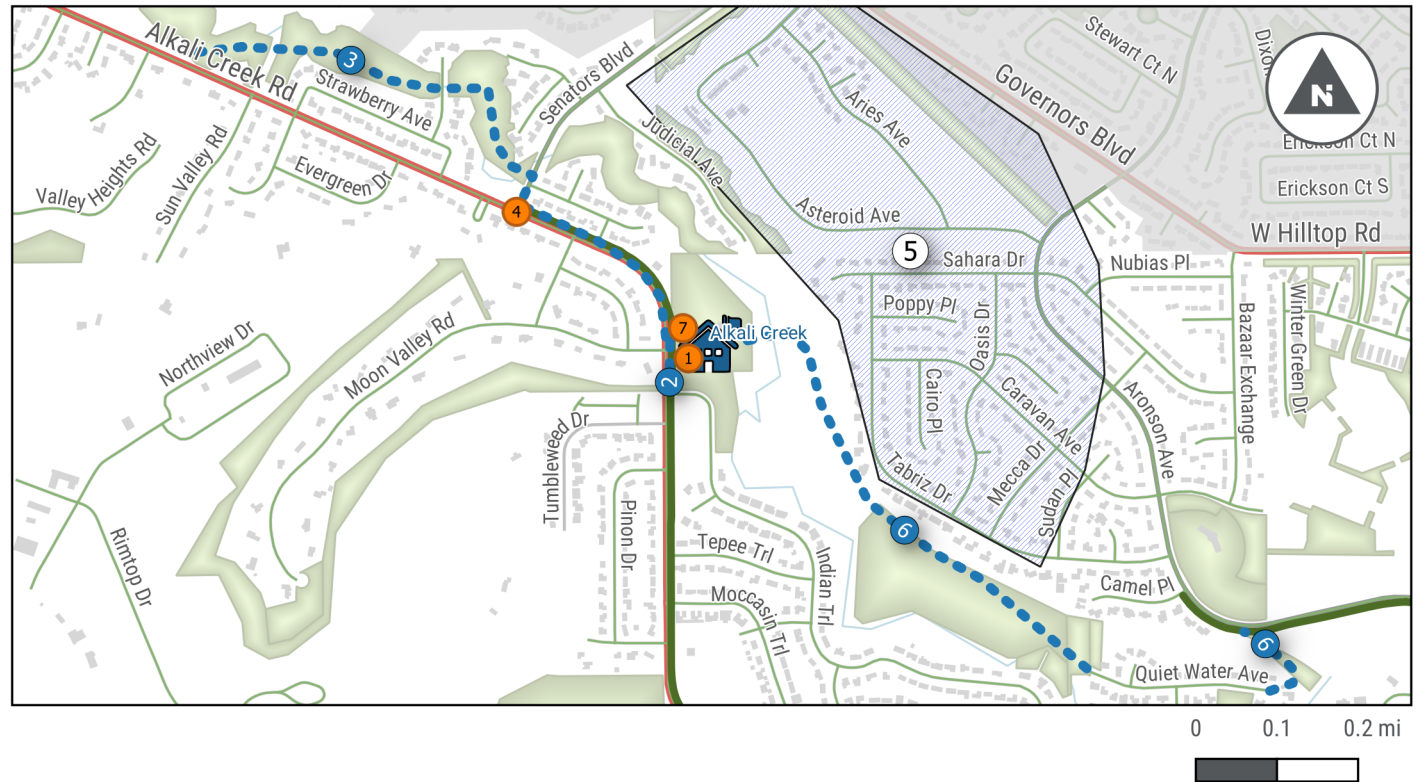 Alkali Creek Rd
3
Strawberry Ave
Senators Blvd
Judicial Ave
Aries Ave
Governors Blvd
Stewart Ct N
N
Ct N
Erickson Ct S
Valley Heights Rd
Sun Valley Rd
Evergreen Dr
4
Asteroid Ave
5
Sahara Dr
W Hilltop Rd
Nubias Pl
Poppy Pl
Oasis Dr
Bazaar Exchange
Winter Green Dr
Northview Dr
Moon Valley Rd
7
Alkali Creek
1
2
Cairo Pl
Caravan Ave
Aronson Ave
Tumbleweed Dr
Tabriz Dr
Mecca Dr
Sudan Pl
Pinon Dr
Rimtop Dr
6
Tepee Trl
Indian Trl
Moccasin Trl
Camel Pl
6
Quiet Water Ave
0 0.1 0.2 mi